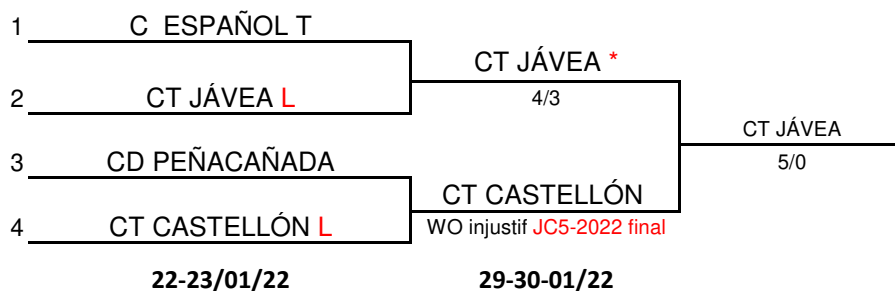 1 C ESPAÑOL T
CT JÁVEA *
2 CT JÁVEA L
4/3
CT JÁVEA
3 CD PEÑACAÑADA
5/0
CT CASTELLÓN
4 CT CASTELLÓN L
WO injustif JC5-2022 final
22-23/01/22 29-30-01/22